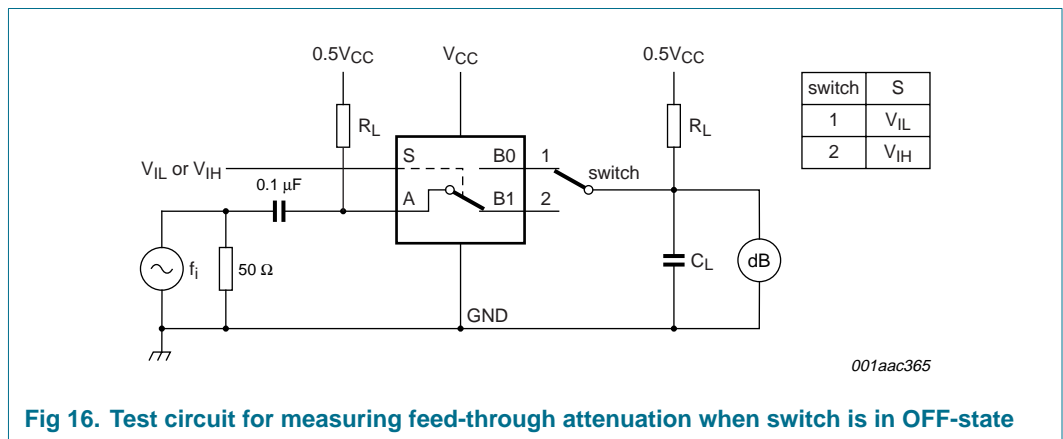 0.5VCC VCC 0.5VCC
switch S
1 VIL
2 VIH
RL RL
S B0 1
VIL or VIH switch
0.1 μF
A B1 2
fi 50 Ω CL dB
GND
001aac365
Fig 16. Test circuit for measuring feed-through attenuation when switch is in OFF-state